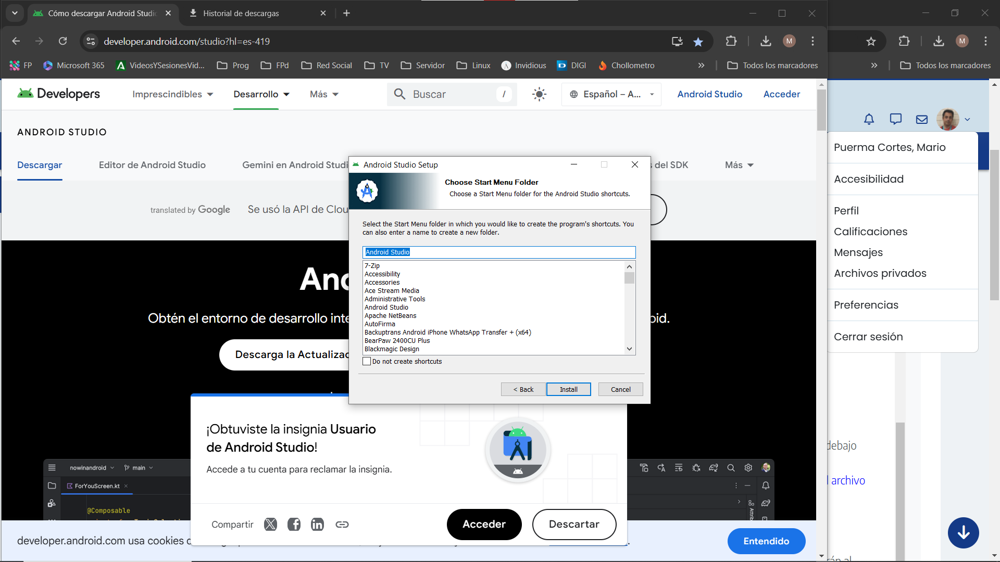 Cómo descargar Android Studio
Historial de descargas
developer.android.com/studio?hl=es-419
M
M
FP
Microsoft 365
VideosYSesionesVid...
Prog
FPd
Red Social
TV
Servidor
Linux
Invidious
DIGI
Chollometro
Todos los marcadores
Todos los marcadores
Developers
Imprescindibles
Desarrollo
Más
Buscar
/
Español – A...
Android Studio
Acceder
ANDROID STUDIO
Descargar
Editor de Android Studio
Gemini en Android Studi
s del SDK
Más
translated by Google
Se usó la API de Clou
Android Studio Setup
Choose Start Menu Folder
Choose a Start Menu folder for the Android Studio shortcuts.
Select the Start Menu folder in which you would like to create the program's shortcuts. You
can also enter a name to create a new folder.
Android Studio
7-Zip
Accessibility
Accessories
Ace Stream Media
Administrative Tools
Android Studio
Apache NetBeans
AutoFirma
Backuptrans Android iPhone WhatsApp Transfer + (x64)
BearPaw 2400CU Plus
Blackmagic Design
Do not create shortcuts
< Back
Install
Cancel
And
Obtén el entorno de desarrollo inte
oid.
Descarga la Actualizac
¡Obtuviste la insignia Usuario
de Android Studio!
Accede a tu cuenta para reclamar la insignia.
Compartir
Acceder
Descartar
nowinandroid
main
ForYouScreen.kt
@Composable
Attrib
developer.android.com usa cookies
Entendido
Puerma Cortes, Mario
Accesibilidad
Perfil
Calificaciones
Mensajes
Archivos privados
Preferencias
Cerrar sesión
debajo
l archivo
rán al